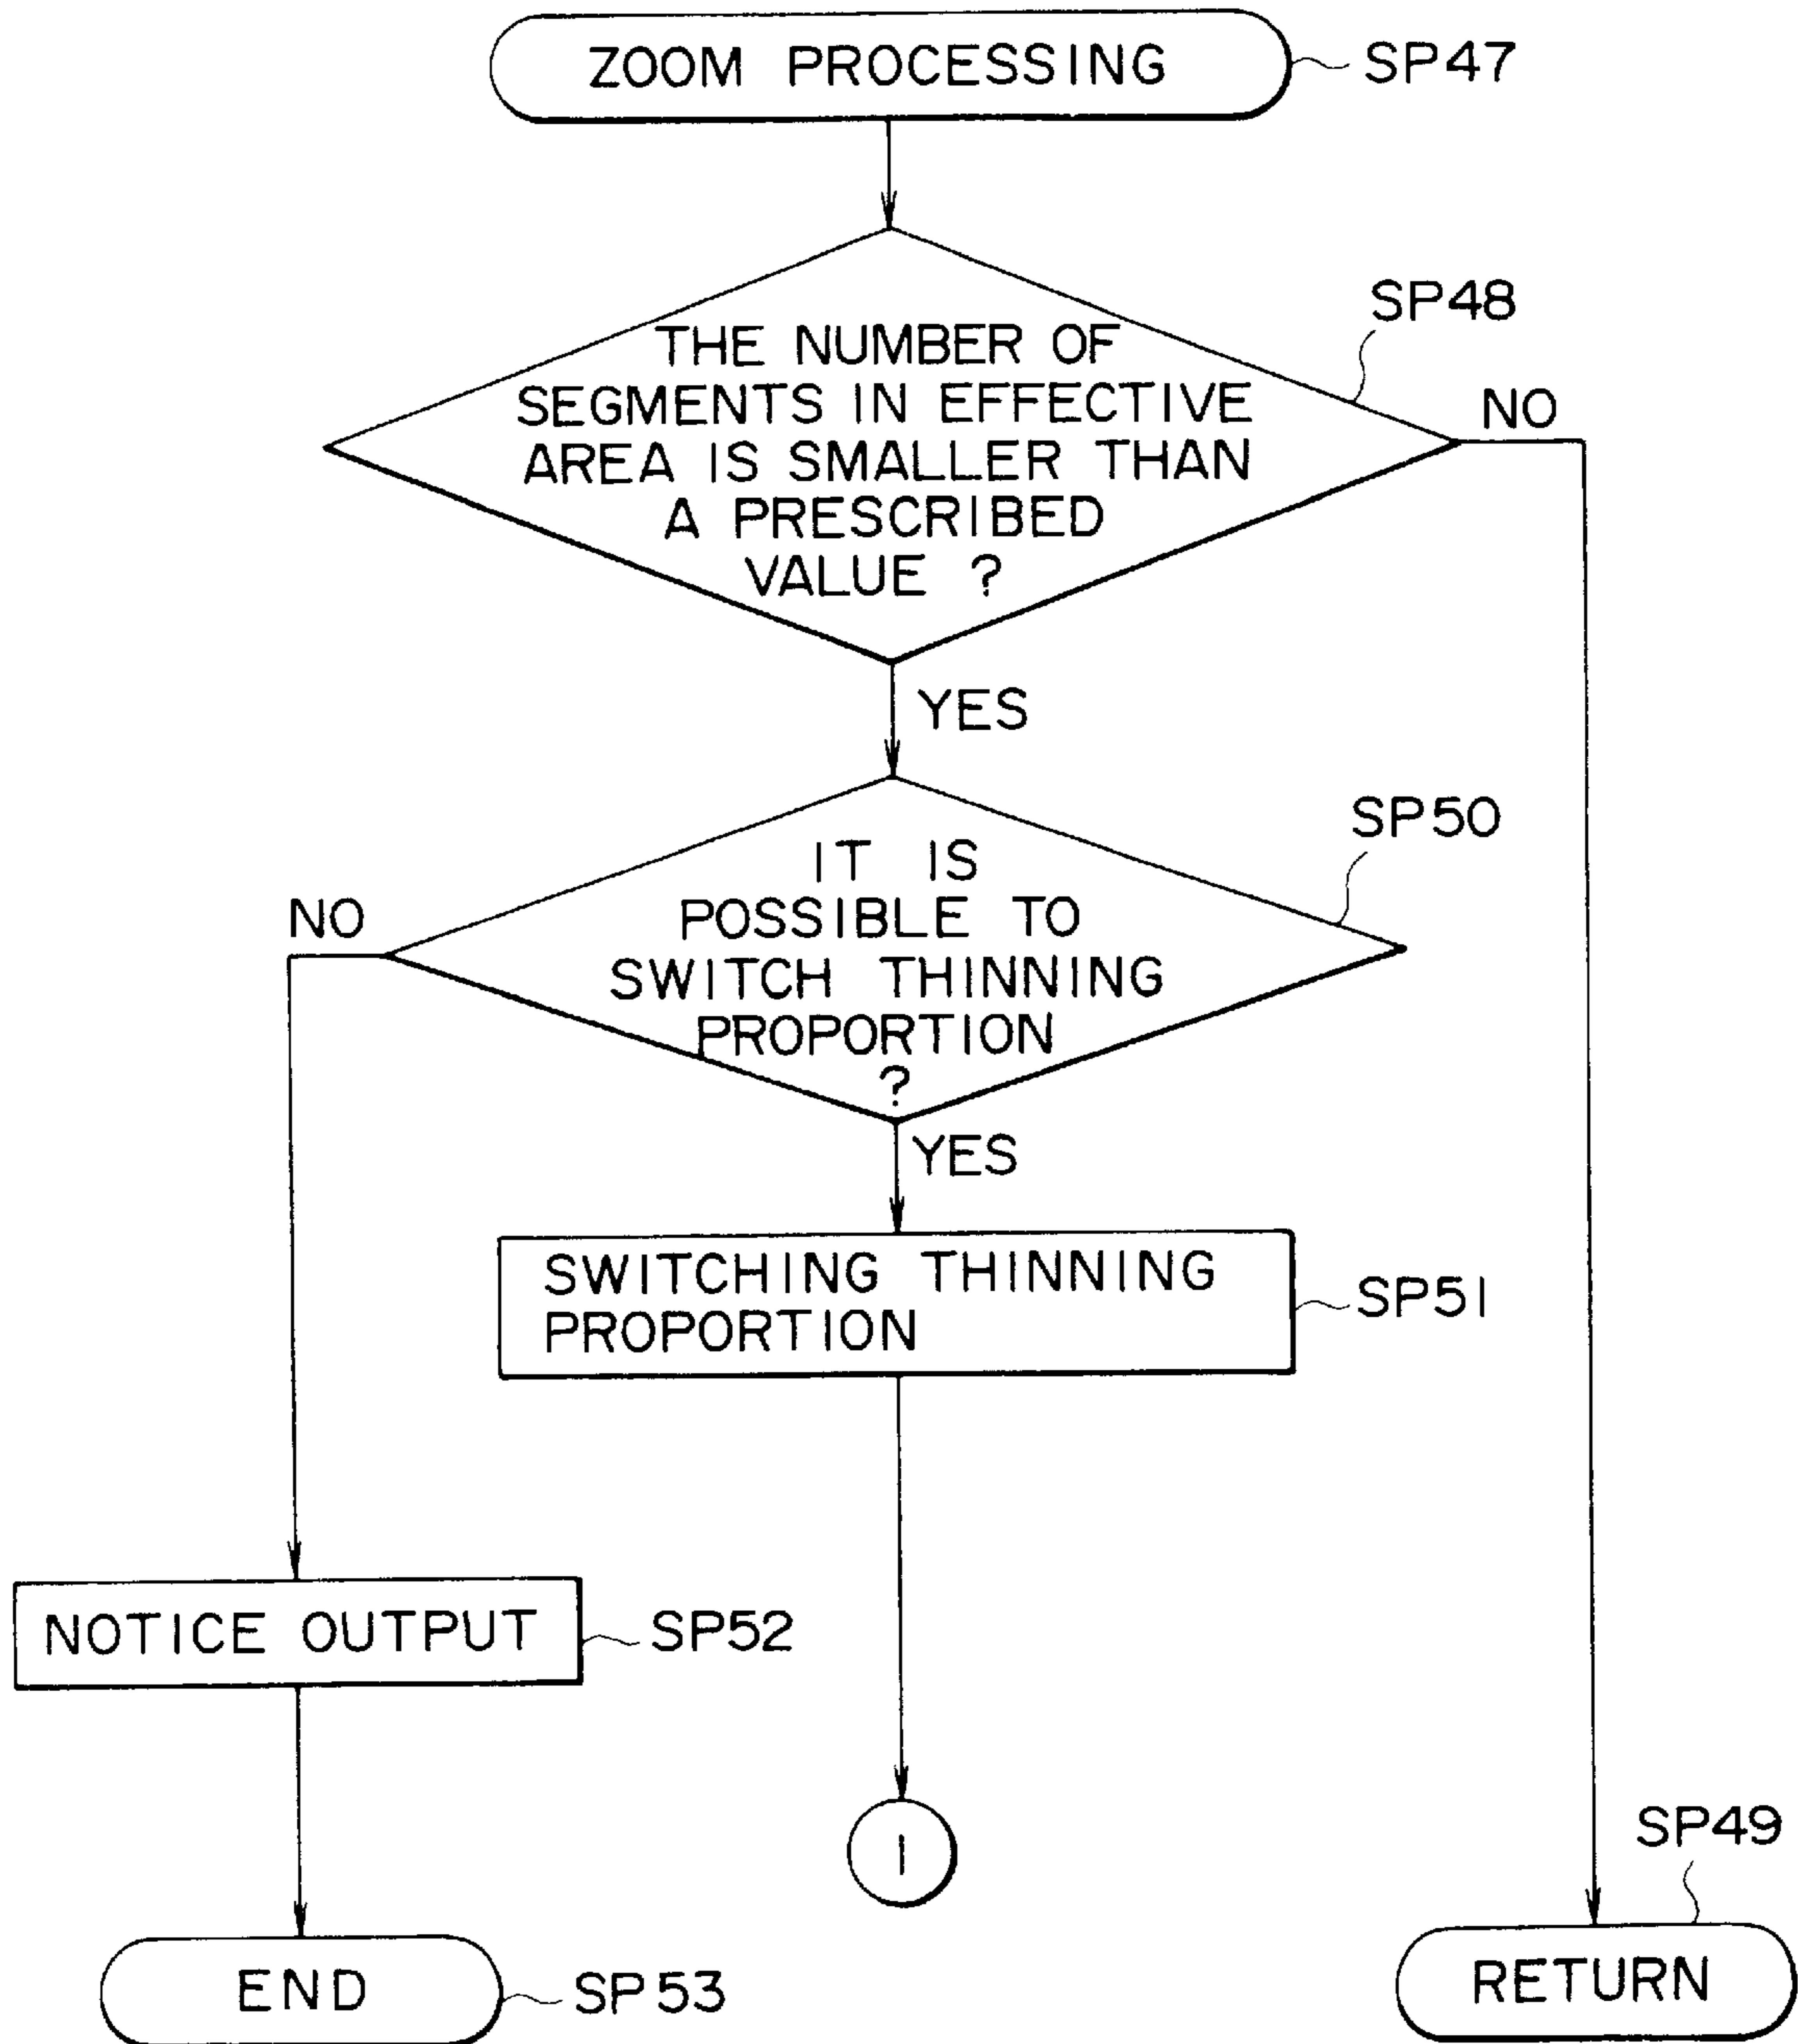 ZOOM PROCESSING
SP47
SP48
THE NUMBER OF
SEGMENTS IN EFFECTIVE
AREA IS SMALLER THAN
A PRESCRIBED
VALUE ?
NO
YES
SP50
IT IS
POSSIBLE TO
SWITCH THINNING
PROPORTION
?
NO
YES
SWITCHING THINNING
PROPORTION
SP51
NOTICE OUTPUT
SP52
1
SP49
END
SP53
RETURN